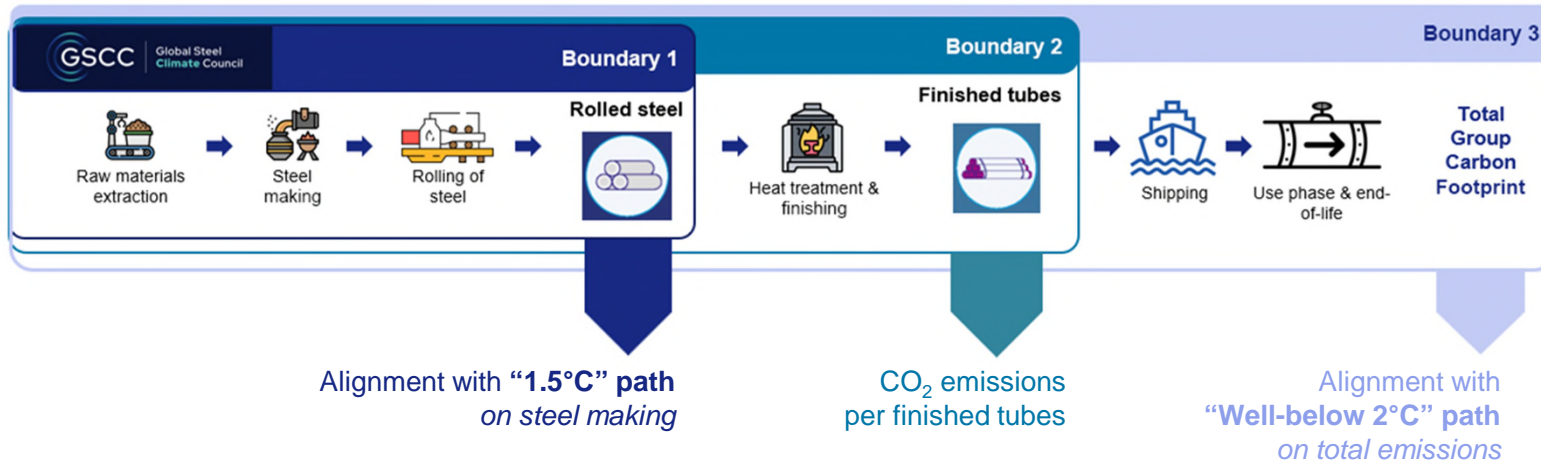 GSCC
Global Steel
Climate Council
Boundary 1
Boundary 2
Boundary 3
Raw materials
extraction
Steel
making
Rolling of
steel
Rolled steel
Heat treatment &
finishing
Finished tubes
Shipping
Use phase & end-
of-life
Total
Group
Carbon
Footprint
Alignment with “1.5°C” path
on steel making
CO₂ emissions
per finished tubes
Alignment with
“Well-below 2°C” path
on total emissions